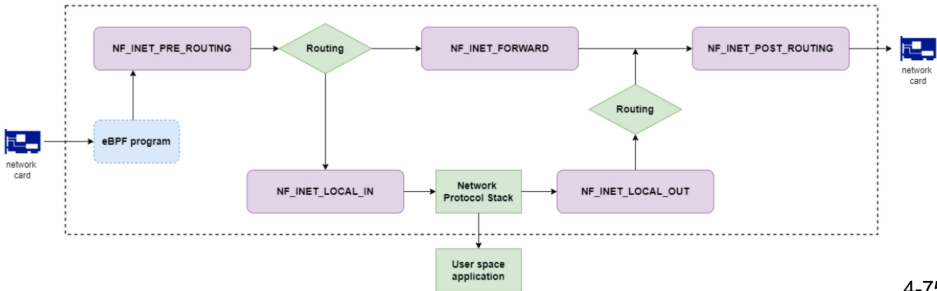 NF_INET_PRE_ROUTING
Routing
NF_INET_FORWARD
NF_INET_POST_ROUTING
network
card
Routing
eBPF program
network
card
NF_INET_LOCAL_IN
Network
Protocol Stack
NF_INET_LOCAL_OUT
User space
application